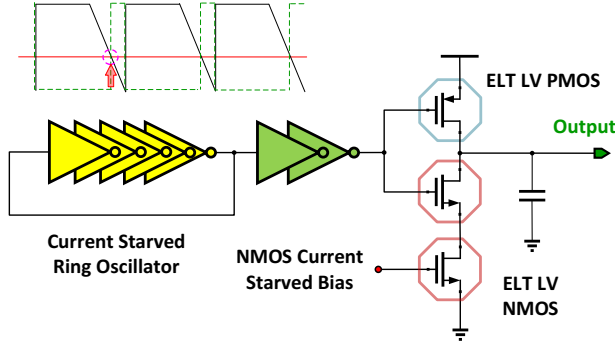 ELT LV PMOS
Output
Current Starved
Ring Oscillator
NMOS Current
Starved Bias
ELT LV
NMOS